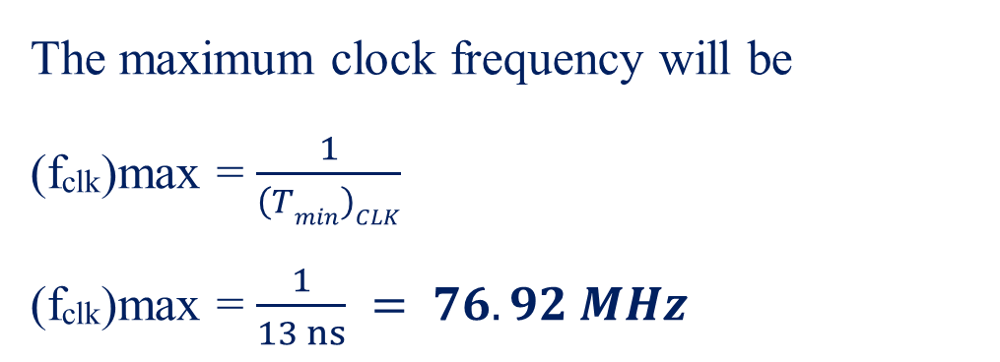 The maximum clock frequency will be
(fclk)max = 1 / (Tmin)CLK
(fclk)max = 1 / 13 ns = 76.92 MHz